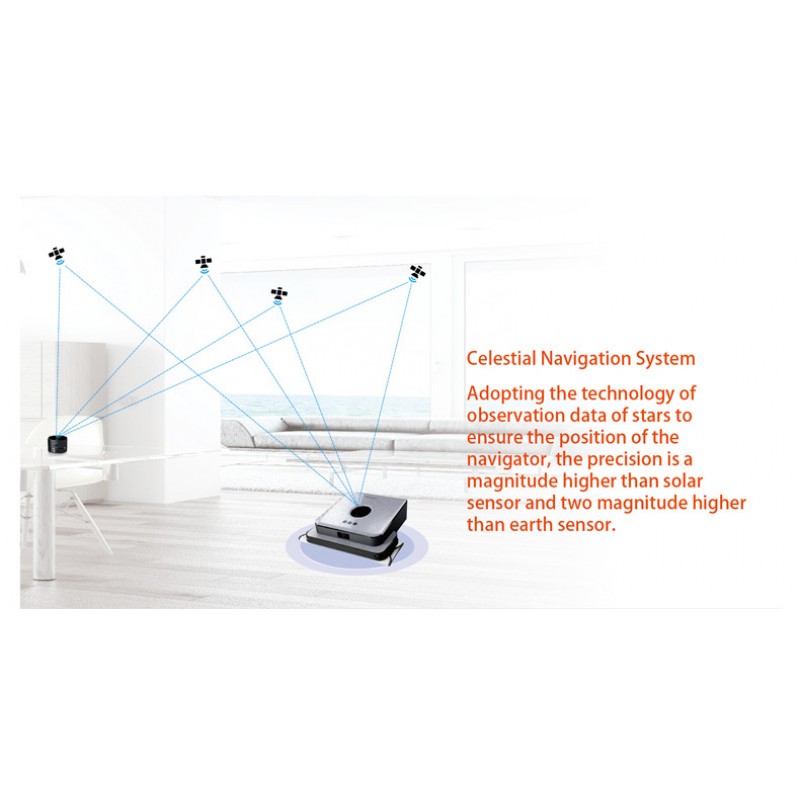 Celestial Navigation System
Adopting the technology of
observation data of stars to
ensure the position of the
navigator, the precision is a
magnitude higher than solar
sensor and two magnitude higher
than earth sensor.